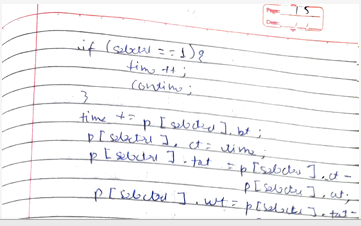 Page: 75
Date:
if (selected == 1) {
time ++;
continue;
}
time += p[selected].bt;
p[selected].ct = time;
p[selected].tat = p[selected].ct -
p[selected].at;
p[selected].wt = p[selected].tat -